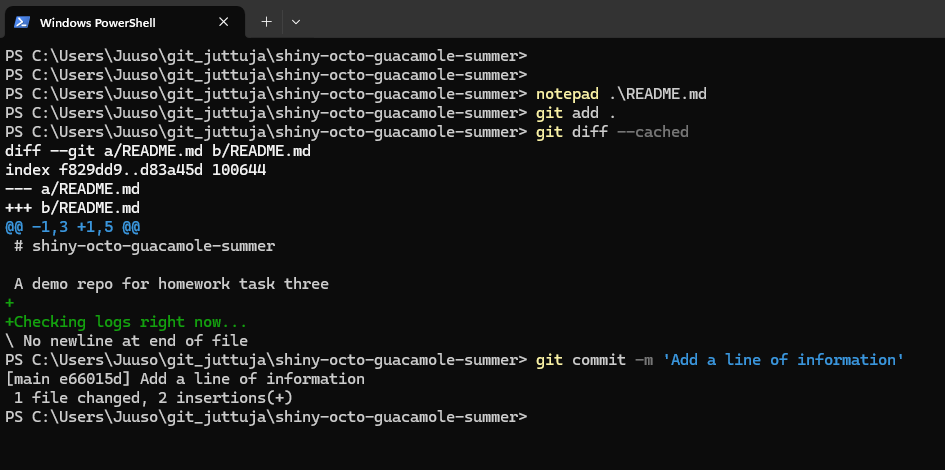 Windows PowerShell
PS C:\Users\Juuso\git_juttuja\shiny-octo-guacamole-summer>
PS C:\Users\Juuso\git_juttuja\shiny-octo-guacamole-summer>
PS C:\Users\Juuso\git_juttuja\shiny-octo-guacamole-summer> notepad .\README.md
PS C:\Users\Juuso\git_juttuja\shiny-octo-guacamole-summer> git add .
PS C:\Users\Juuso\git_juttuja\shiny-octo-guacamole-summer> git diff --cached
diff --git a/README.md b/README.md
index f829dd9..d83a45d 100644
--- a/README.md
+++ b/README.md
@@ -1,3 +1,5 @@
 # shiny-octo-guacamole-summer

 A demo repo for homework task three
+
+Checking logs right now...
\ No newline at end of file
PS C:\Users\Juuso\git_juttuja\shiny-octo-guacamole-summer> git commit -m 'Add a line of information'
[main e66015d] Add a line of information
 1 file changed, 2 insertions(+)
PS C:\Users\Juuso\git_juttuja\shiny-octo-guacamole-summer>